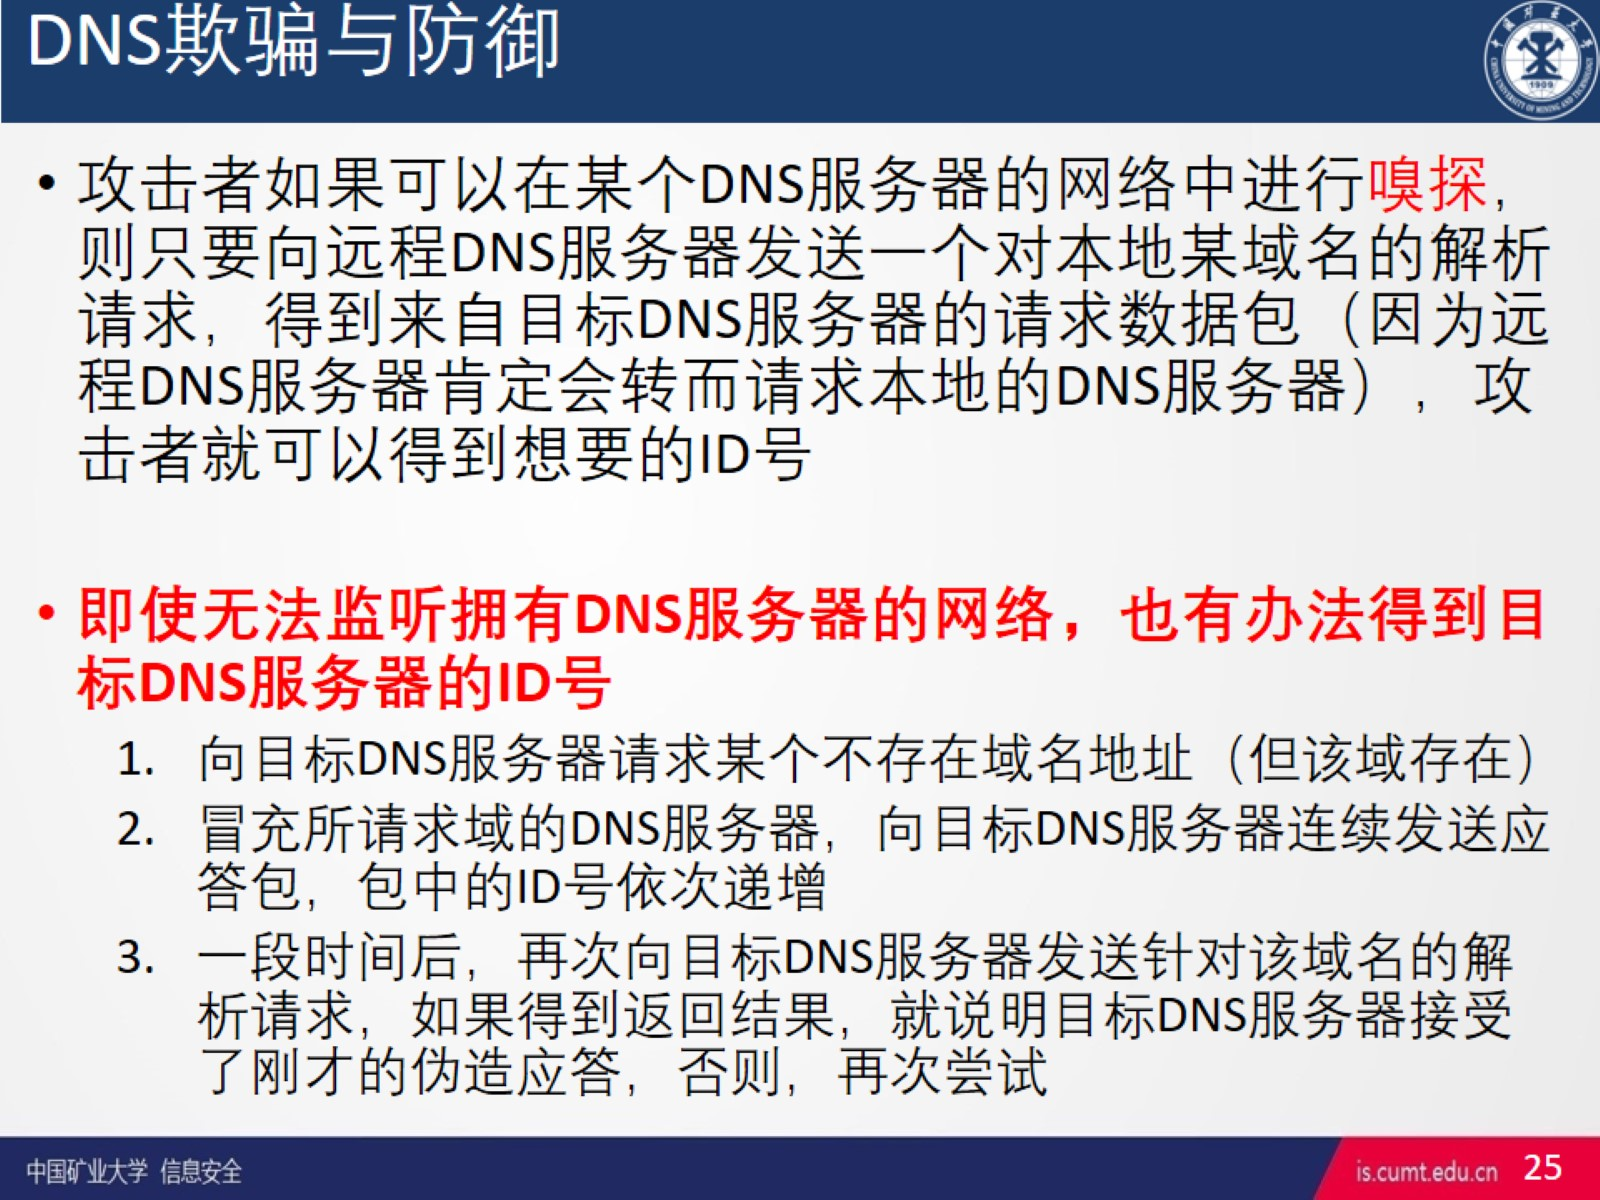 DNS欺骗与防御
中国矿业大学
CHINA UNIVERSITY OF MINING AND TECHNOLOGY
1909
• 攻击者如果可以在某个DNS服务器的网络中进行嗅探，
则只要向远程DNS服务器发送一个对本地某域名的解析
请求，得到来自目标DNS服务器的请求数据包（因为远
程DNS服务器肯定会转而请求本地的DNS服务器），攻
击者就可以得到想要的ID号
• 即使无法监听拥有DNS服务器的网络，也有办法得到目
标DNS服务器的ID号
1. 向目标DNS服务器请求某个不存在域名地址（但该域存在）
2. 冒充所请求域的DNS服务器，向目标DNS服务器连续发送应
答包，包中的ID号依次递增
3. 一段时间后，再次向目标DNS服务器发送针对该域名的解
析请求，如果得到返回结果，就说明目标DNS服务器接受
了刚才的伪造应答，否则，再次尝试
中国矿业大学 信息安全
is.cumt.edu.cn 25